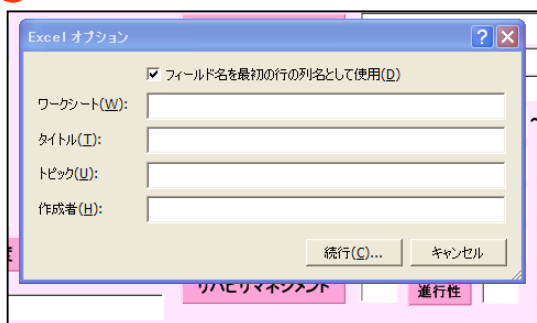 Excel オプション
フィールド名を最初の行の列名として使用(D)
ワークシート(W):
タイトル(T):
トピック(U):
作成者(H):
続行(C)... キャンセル
リハビリマネジメント
進行性